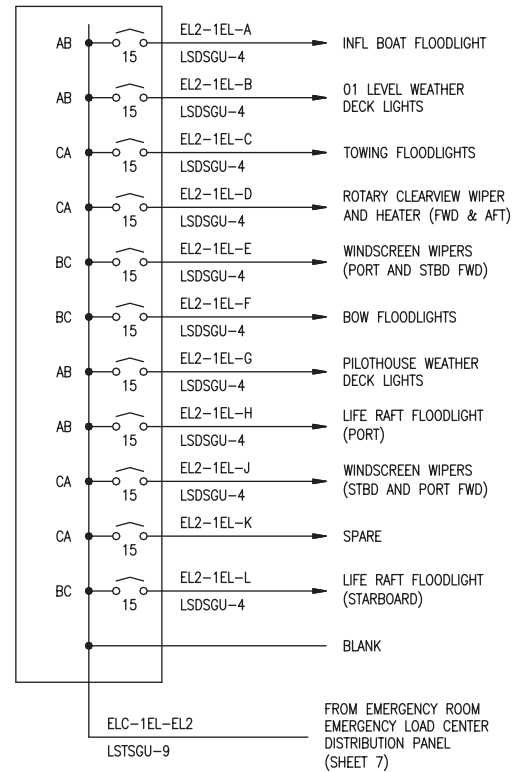 EL2-1EL-A
AB
15
LSDSGU-4
INFL BOAT FLOODLIGHT
EL2-1EL-B
AB
15
LSDSGU-4
01 LEVEL WEATHER
DECK LIGHTS
EL2-1EL-C
CA
15
LSDSGU-4
TOWING FLOODLIGHTS
EL2-1EL-D
CA
15
LSDSGU-4
ROTARY CLEARVIEW WIPER
AND HEATER (FWD & AFT)
EL2-1EL-E
BC
15
LSDSGU-4
WINDSCREEN WIPERS
(PORT AND STBD FWD)
EL2-1EL-F
BC
15
LSDSGU-4
BOW FLOODLIGHTS
EL2-1EL-G
AB
15
LSDSGU-4
PILOTHOUSE WEATHER
DECK LIGHTS
EL2-1EL-H
AB
15
LSDSGU-4
LIFE RAFT FLOODLIGHT
(PORT)
EL2-1EL-J
CA
15
LSDSGU-4
WINDSCREEN WIPERS
(STBD AND PORT FWD)
EL2-1EL-K
CA
15
SPARE
EL2-1EL-L
BC
15
LSDSGU-4
LIFE RAFT FLOODLIGHT
(STARBOARD)
BLANK
ELC-1EL-EL2
LSTSGU-9
FROM EMERGENCY ROOM
EMERGENCY LOAD CENTER
DISTRIBUTION PANEL
(SHEET 7)